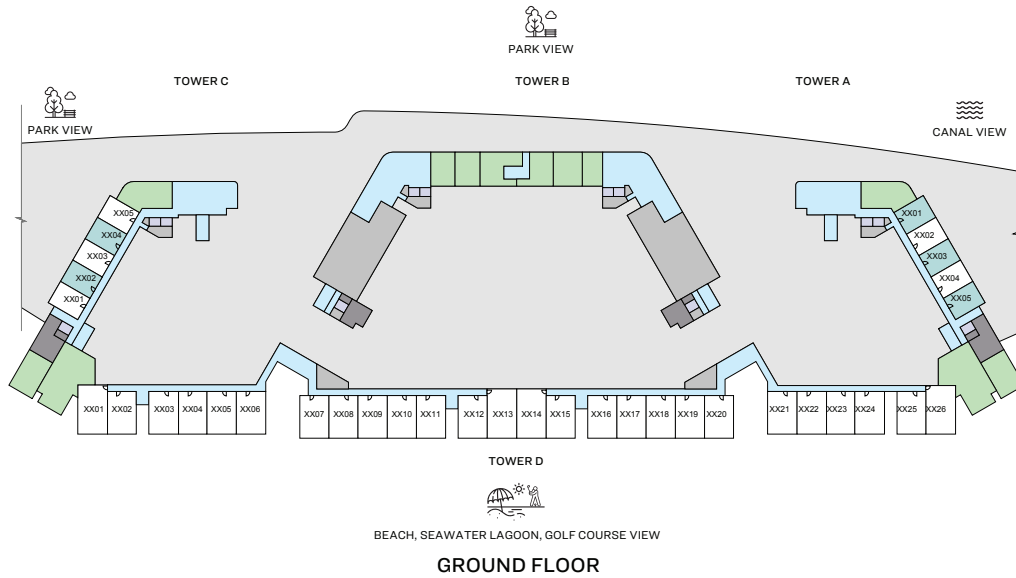 PARK VIEW
TOWER C
TOWER B
TOWER A
PARK VIEW
CANAL VIEW
XX05
XX04
XX03
XX02
XX01
XX01
XX02
XX03
XX04
XX05
XX01
XX02
XX03
XX04
XX05
XX06
XX07
XX08
XX09
XX10
XX11
XX12
XX13
XX14
XX15
XX16
XX17
XX18
XX19
XX20
XX21
XX22
XX23
XX24
XX25
XX26
TOWER D
BEACH, SEAWATER LAGOON, GOLF COURSE VIEW
GROUND FLOOR